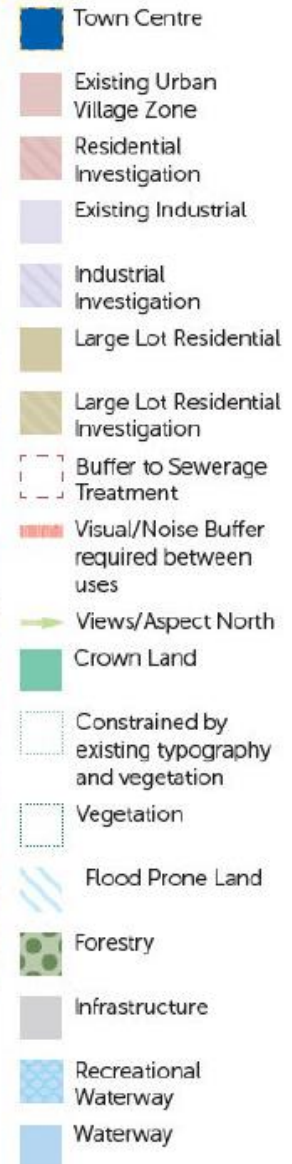 Town Centre
Existing Urban
Village Zone
Residential
Investigation
Existing Industrial
Industrial
Investigation
Large Lot Residential
Large Lot Residential
Investigation
Buffer to Sewerage
Treatment
Visual/Noise Buffer
required between
uses
Views/Aspect North
Crown Land
Constrained by
existing typography
and vegetation
Vegetation
Flood Prone Land
Forestry
Infrastructure
Recreational
Waterway
Waterway